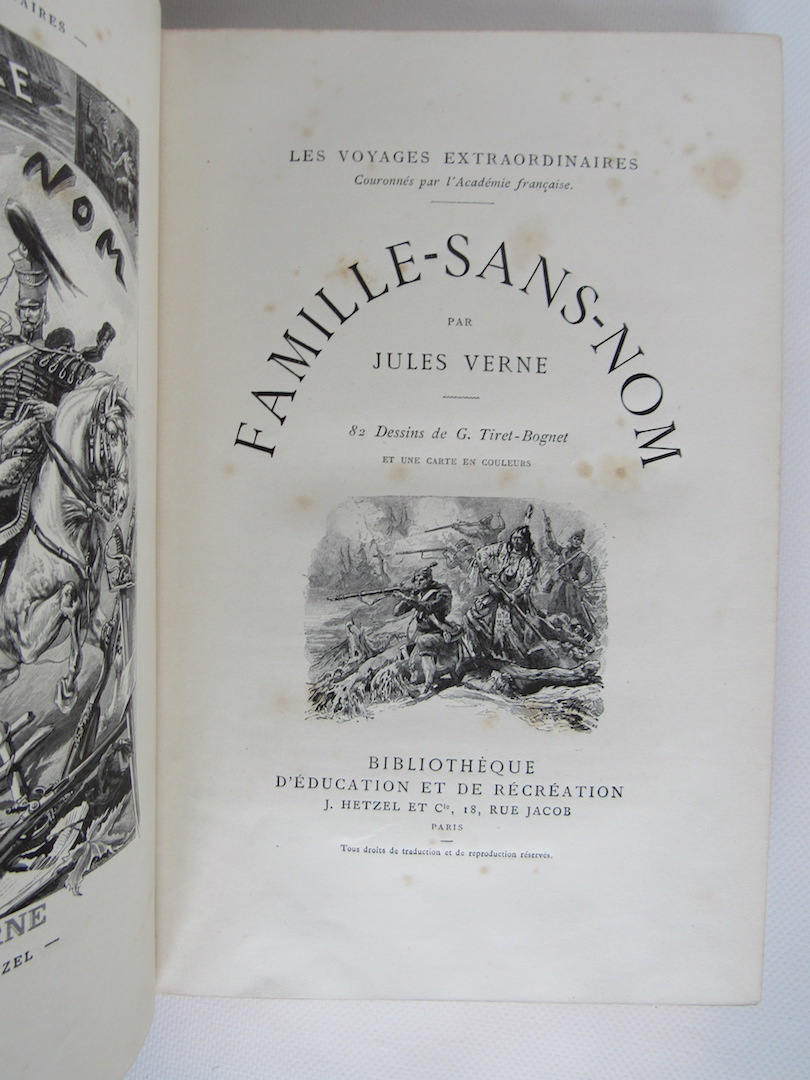 NOM
LES VOYAGES EXTRAORDINAIRES
Couronnés par l'Académie française.
FAMILLE-SANS-NOM
PAR
JULES VERNE
82 Dessins de G. Tiret-Bognet
ET UNE CARTE EN COULEURS
BIBLIOTHÈQUE
D'ÉDUCATION ET DE RÉCRÉATION
J. HETZEL ET Cie, 18, RUE JACOB
PARIS
Tous droits de traduction et de reproduction réservés.